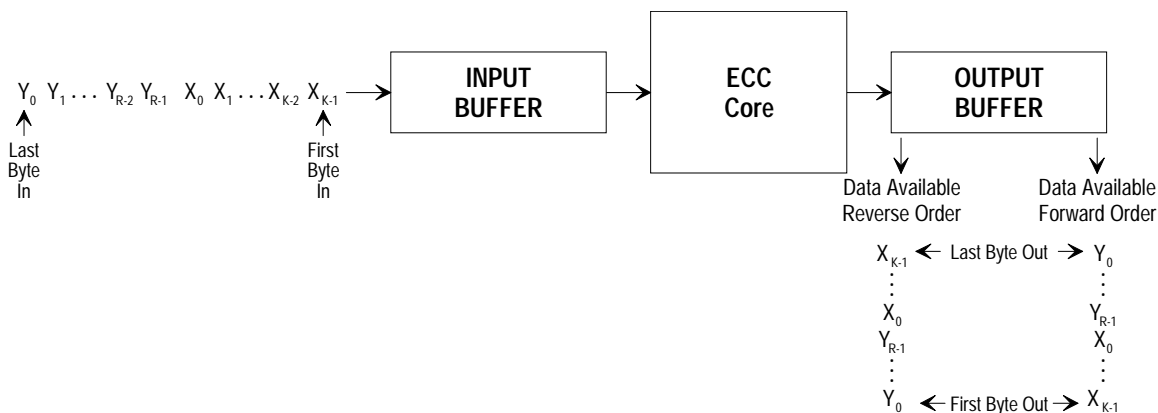 Y0 Y1 ... YR-2 YR-1 X0 X1 ... XK-2 XK-1
Last
Byte
In
First
Byte
In
INPUT
BUFFER
ECC
Core
OUTPUT
BUFFER
Data Available
Reverse Order
Data Available
Forward Order
XK-1 Last Byte Out Y0
X0 YR-1
YR-1 X0
Y0 First Byte Out XK-1